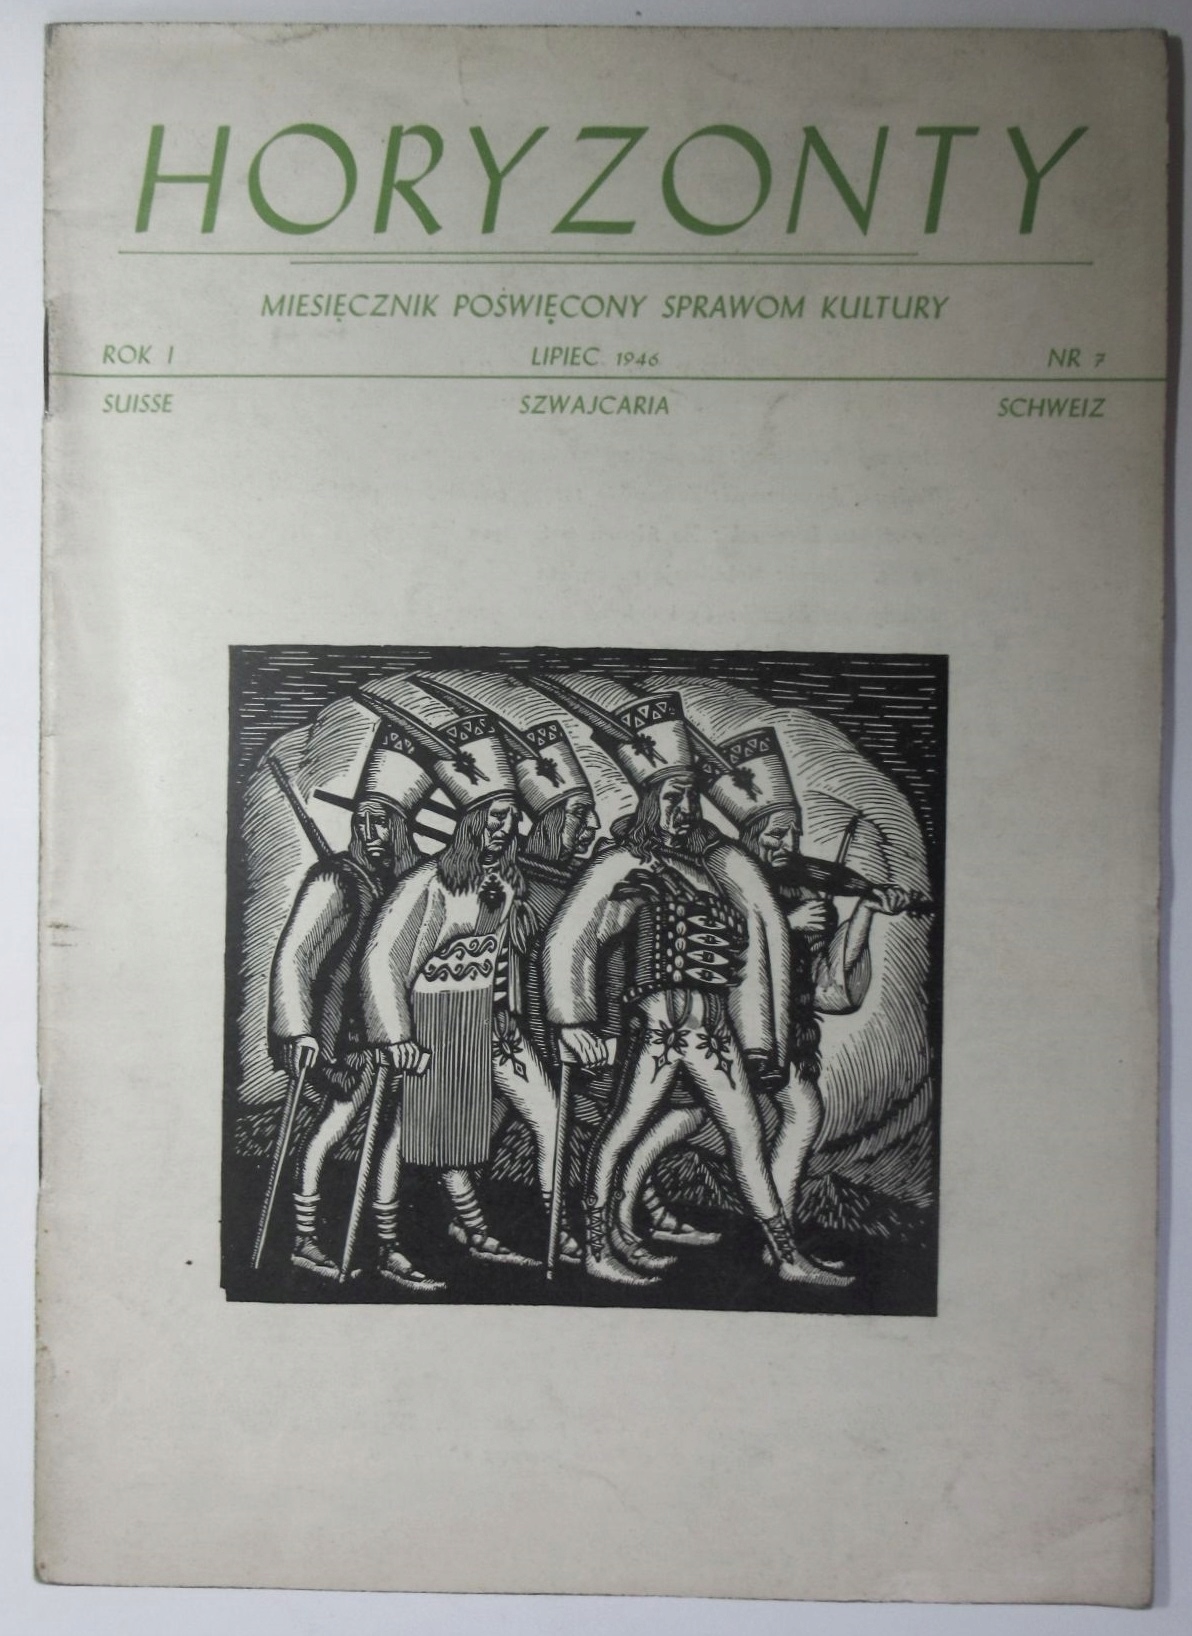 HORYZONTY
MIESIĘCZNIK POŚWIĘCONY SPRAWOM KULTURY
ROK I LIPIEC 1946 NR 7
SUISSE SZWAJCARIA SCHWEIZ